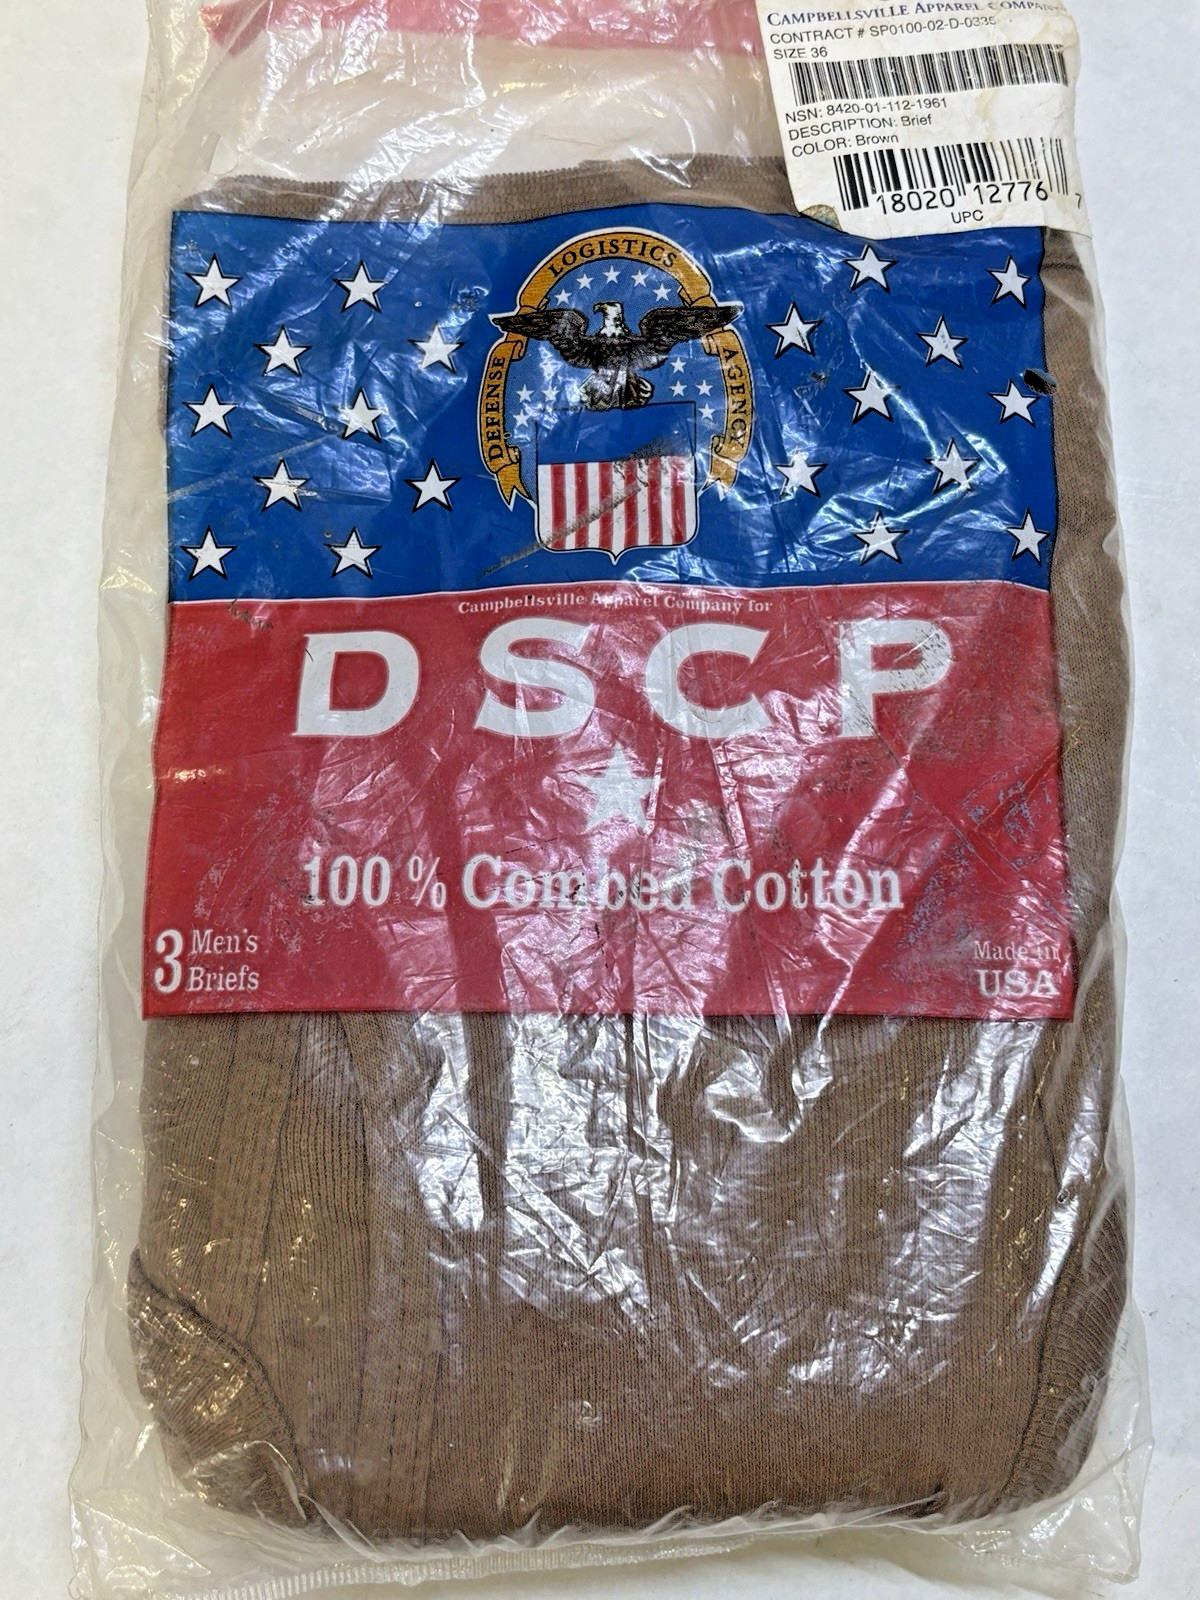 CAMPBELLSVILLE APPAREL COMPANY
CONTRACT # SP0100-02-D-0335
SIZE 36
NSN: 8420-01-112-1961
DESCRIPTION: Brief
COLOR: Brown
18020 12776 7
UPC
DEFENSE LOGISTICS AGENCY
Campbellsville Apparel Company for
DSCP
100 % Combed Cotton
3 Men's Briefs
Made in
USA